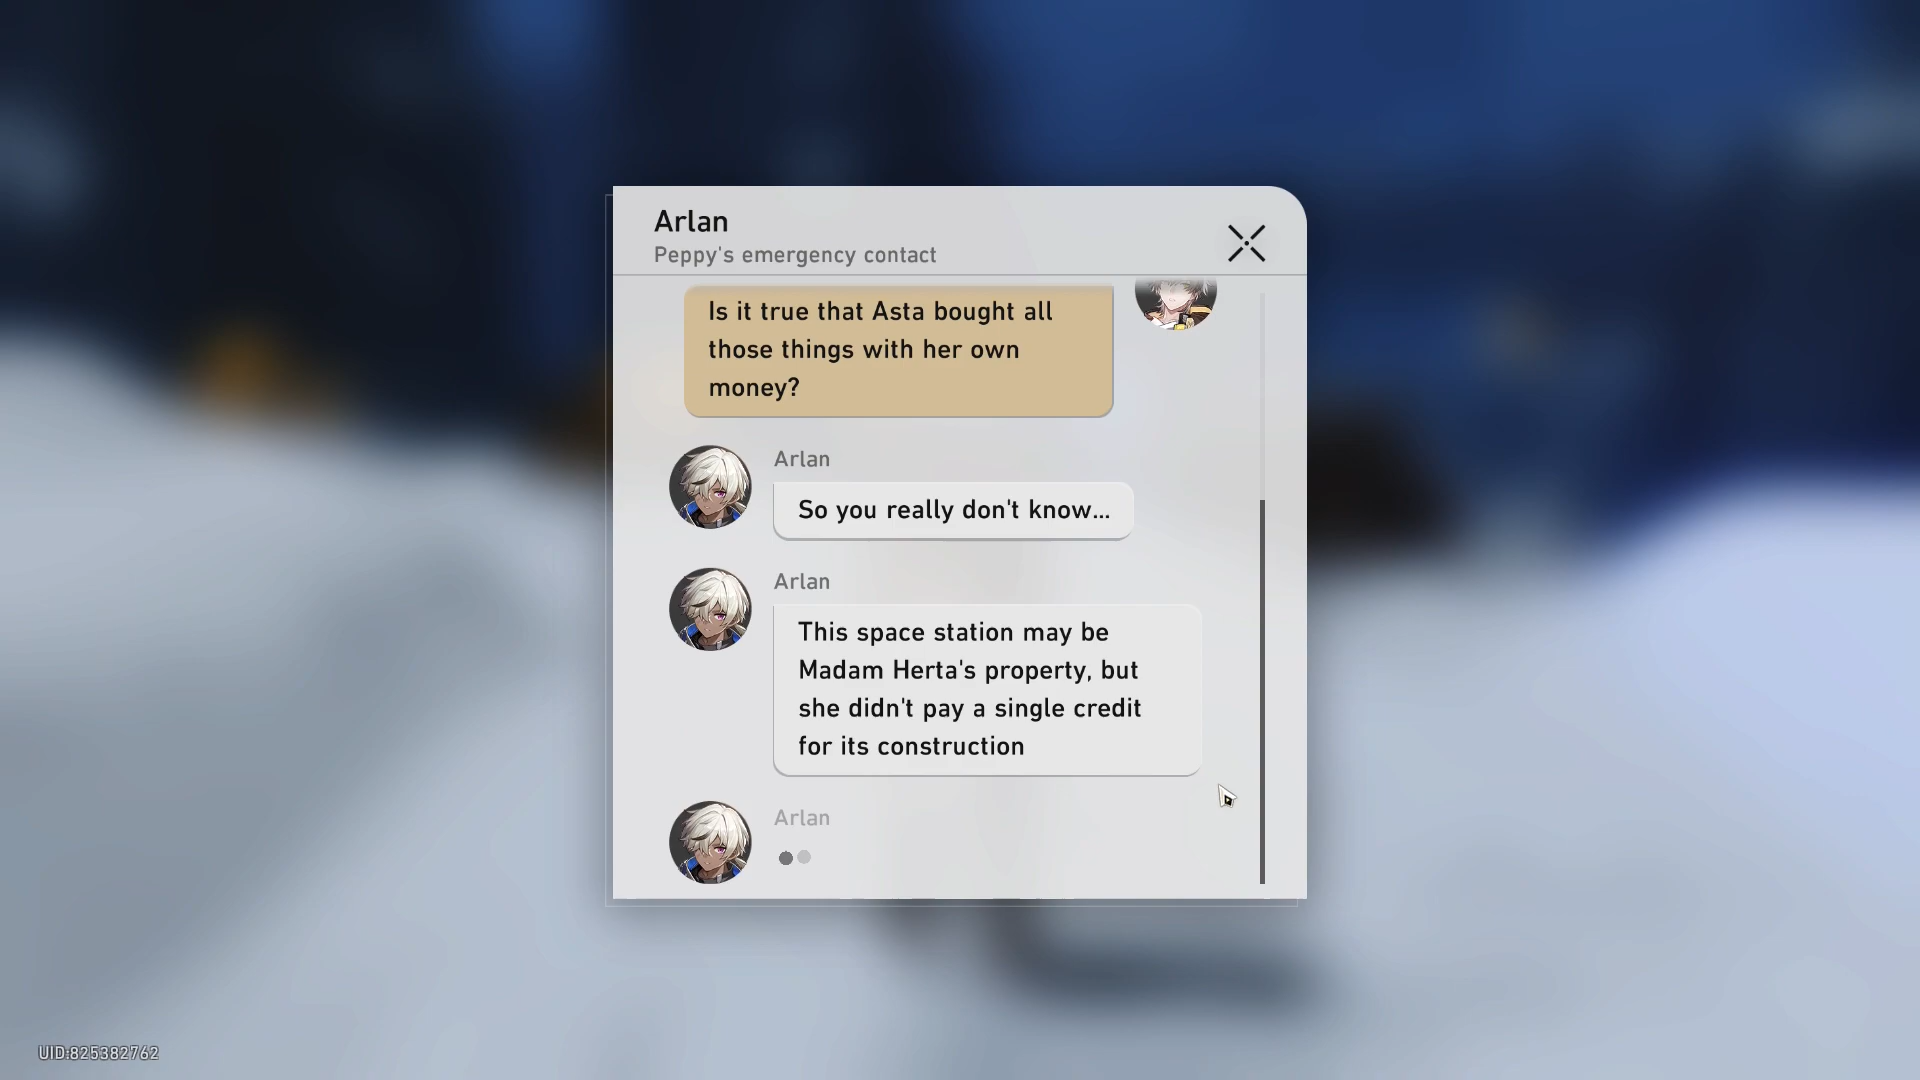 Arlan
Peppy's emergency contact
Is it true that Asta bought all
those things with her own
money?
Arlan
So you really don't know...
Arlan
This space station may be
Madam Herta's property, but
she didn't pay a single credit
for its construction
Arlan
UID:825382762